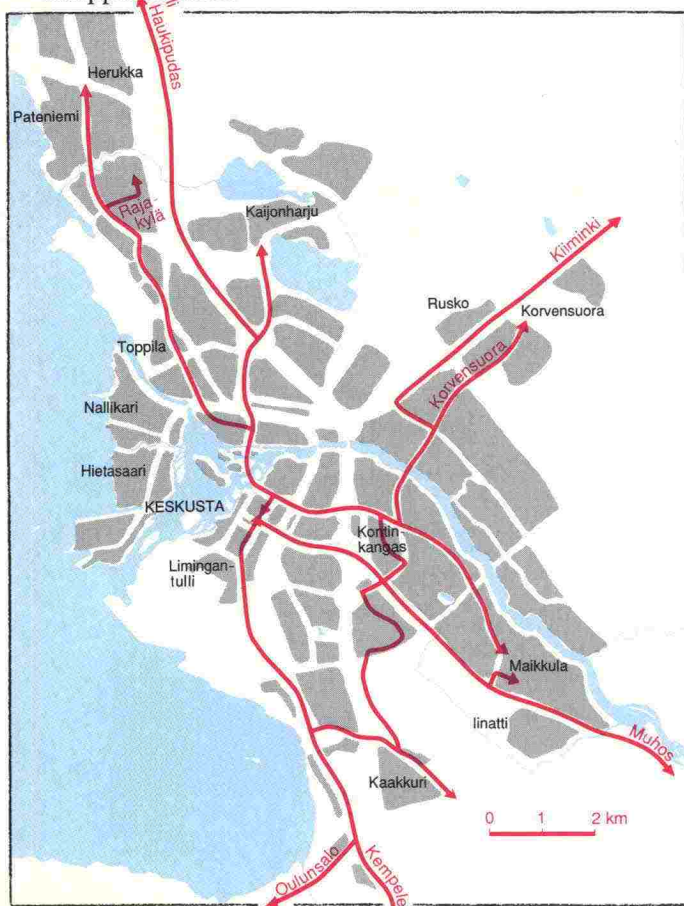 Haukipudas
Herukka
Pateniemi
Raja
kylä
Kaijonharju
Kiiminki
Rusko
Korvensuora
Korvensuora
Toppila
Nallikari
Hietasaari
KESKUSTA
Kontin-
kangas
Limingan-
tulli
Maikkula
Iinatti
Muhos
Kaakkuri
0 1 2 km
Oulunsalo
Kempele